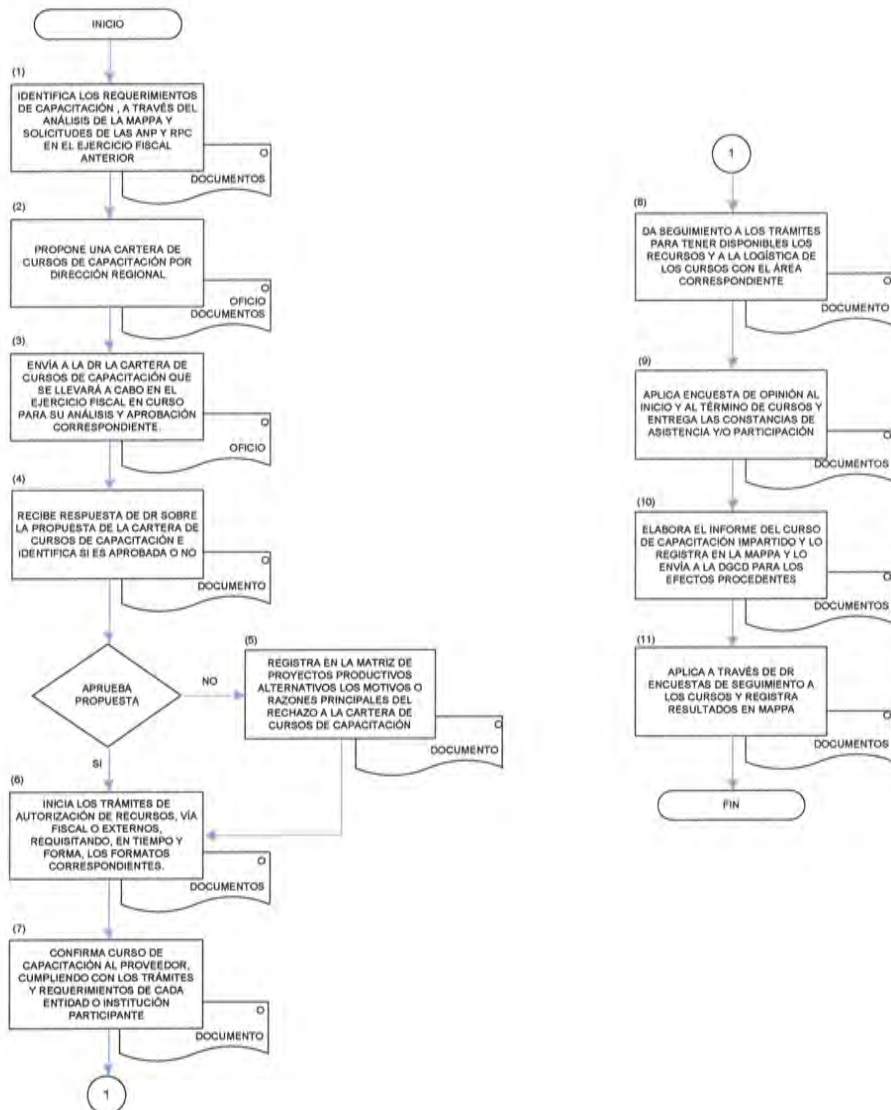 INICIO
(1)
IDENTIFICA LOS REQUERIMIENTOS
DE CAPACITACIÓN , A TRAVÉS DEL
ANÁLISIS DE LA MAPPA Y
SOLICITUDES DE LAS ANP Y RPC
EN EL EJERCICIO FISCAL
ANTERIOR
O
DOCUMENTOS
(2)
PROPONE UNA CARTERA DE
CURSOS DE CAPACITACIÓN POR
DIRECCIÓN REGIONAL
O
OFICIO
DOCUMENTOS
(3)
ENVÍA A LA DR LA CARTERA DE
CURSOS DE CAPACITACIÓN QUE
SE LLEVARÁ A CABO EN EL
EJERCICIO FISCAL EN CURSO
PARA SU ANÁLISIS Y APROBACIÓN
CORRESPONDIENTE.
O
OFICIO
(4)
RECIBE RESPUESTA DE DR SOBRE
LA PROPUESTA DE LA CARTERA DE
CURSOS DE CAPACITACIÓN E
IDENTIFICA SI ES APROBADA O NO
O
DOCUMENTO
APRUEBA
PROPUESTA
NO
SI
(5)
REGISTRA EN LA MATRIZ DE
PROYECTOS PRODUCTIVOS
ALTERNATIVOS LOS MOTIVOS O
RAZONES PRINCIPALES DEL
RECHAZO A LA CARTERA DE
CURSOS DE CAPACITACIÓN
O
DOCUMENTO
(6)
INICIA LOS TRÁMITES DE
AUTORIZACIÓN DE RECURSOS, VÍA
FISCAL O EXTERNOS,
REQUISITANDO, EN TIEMPO Y
FORMA, LOS FORMATOS
CORRESPONDIENTES.
O
DOCUMENTOS
(7)
CONFIRMA CURSO DE
CAPACITACIÓN AL PROVEEDOR,
CUMPLIENDO CON LOS TRÁMITES
Y REQUERIMIENTOS DE CADA
ENTIDAD O INSTITUCIÓN
PARTICIPANTE
O
DOCUMENTO
1
1
(8)
DA SEGUIMIENTO A LOS TRÁMITES
PARA TENER DISPONIBLES LOS
RECURSOS Y A LA LOGÍSTICA DE
LOS CURSOS CON EL ÁREA
CORRESPONDIENTE
O
DOCUMENTO
(9)
APLICA ENCUESTA DE OPINIÓN AL
INICIO Y AL TÉRMINO DE CURSOS Y
ENTREGA LAS CONSTANCIAS DE
ASISTENCIA Y/O PARTICIPACIÓN
O
DOCUMENTOS
(10)
ELABORA EL INFORME DEL CURSO
DE CAPACITACIÓN IMPARTIDO Y LO
REGISTRA EN LA MAPPA Y LO
ENVÍA A LA DGCD PARA LOS
EFECTOS PROCEDENTES
O
DOCUMENTOS
(11)
APLICA A TRAVÉS DE DR
ENCUESTAS DE SEGUIMIENTO A
LOS CURSOS Y REGISTRA
RESULTADOS EN MAPPA
O
DOCUMENTOS
FIN